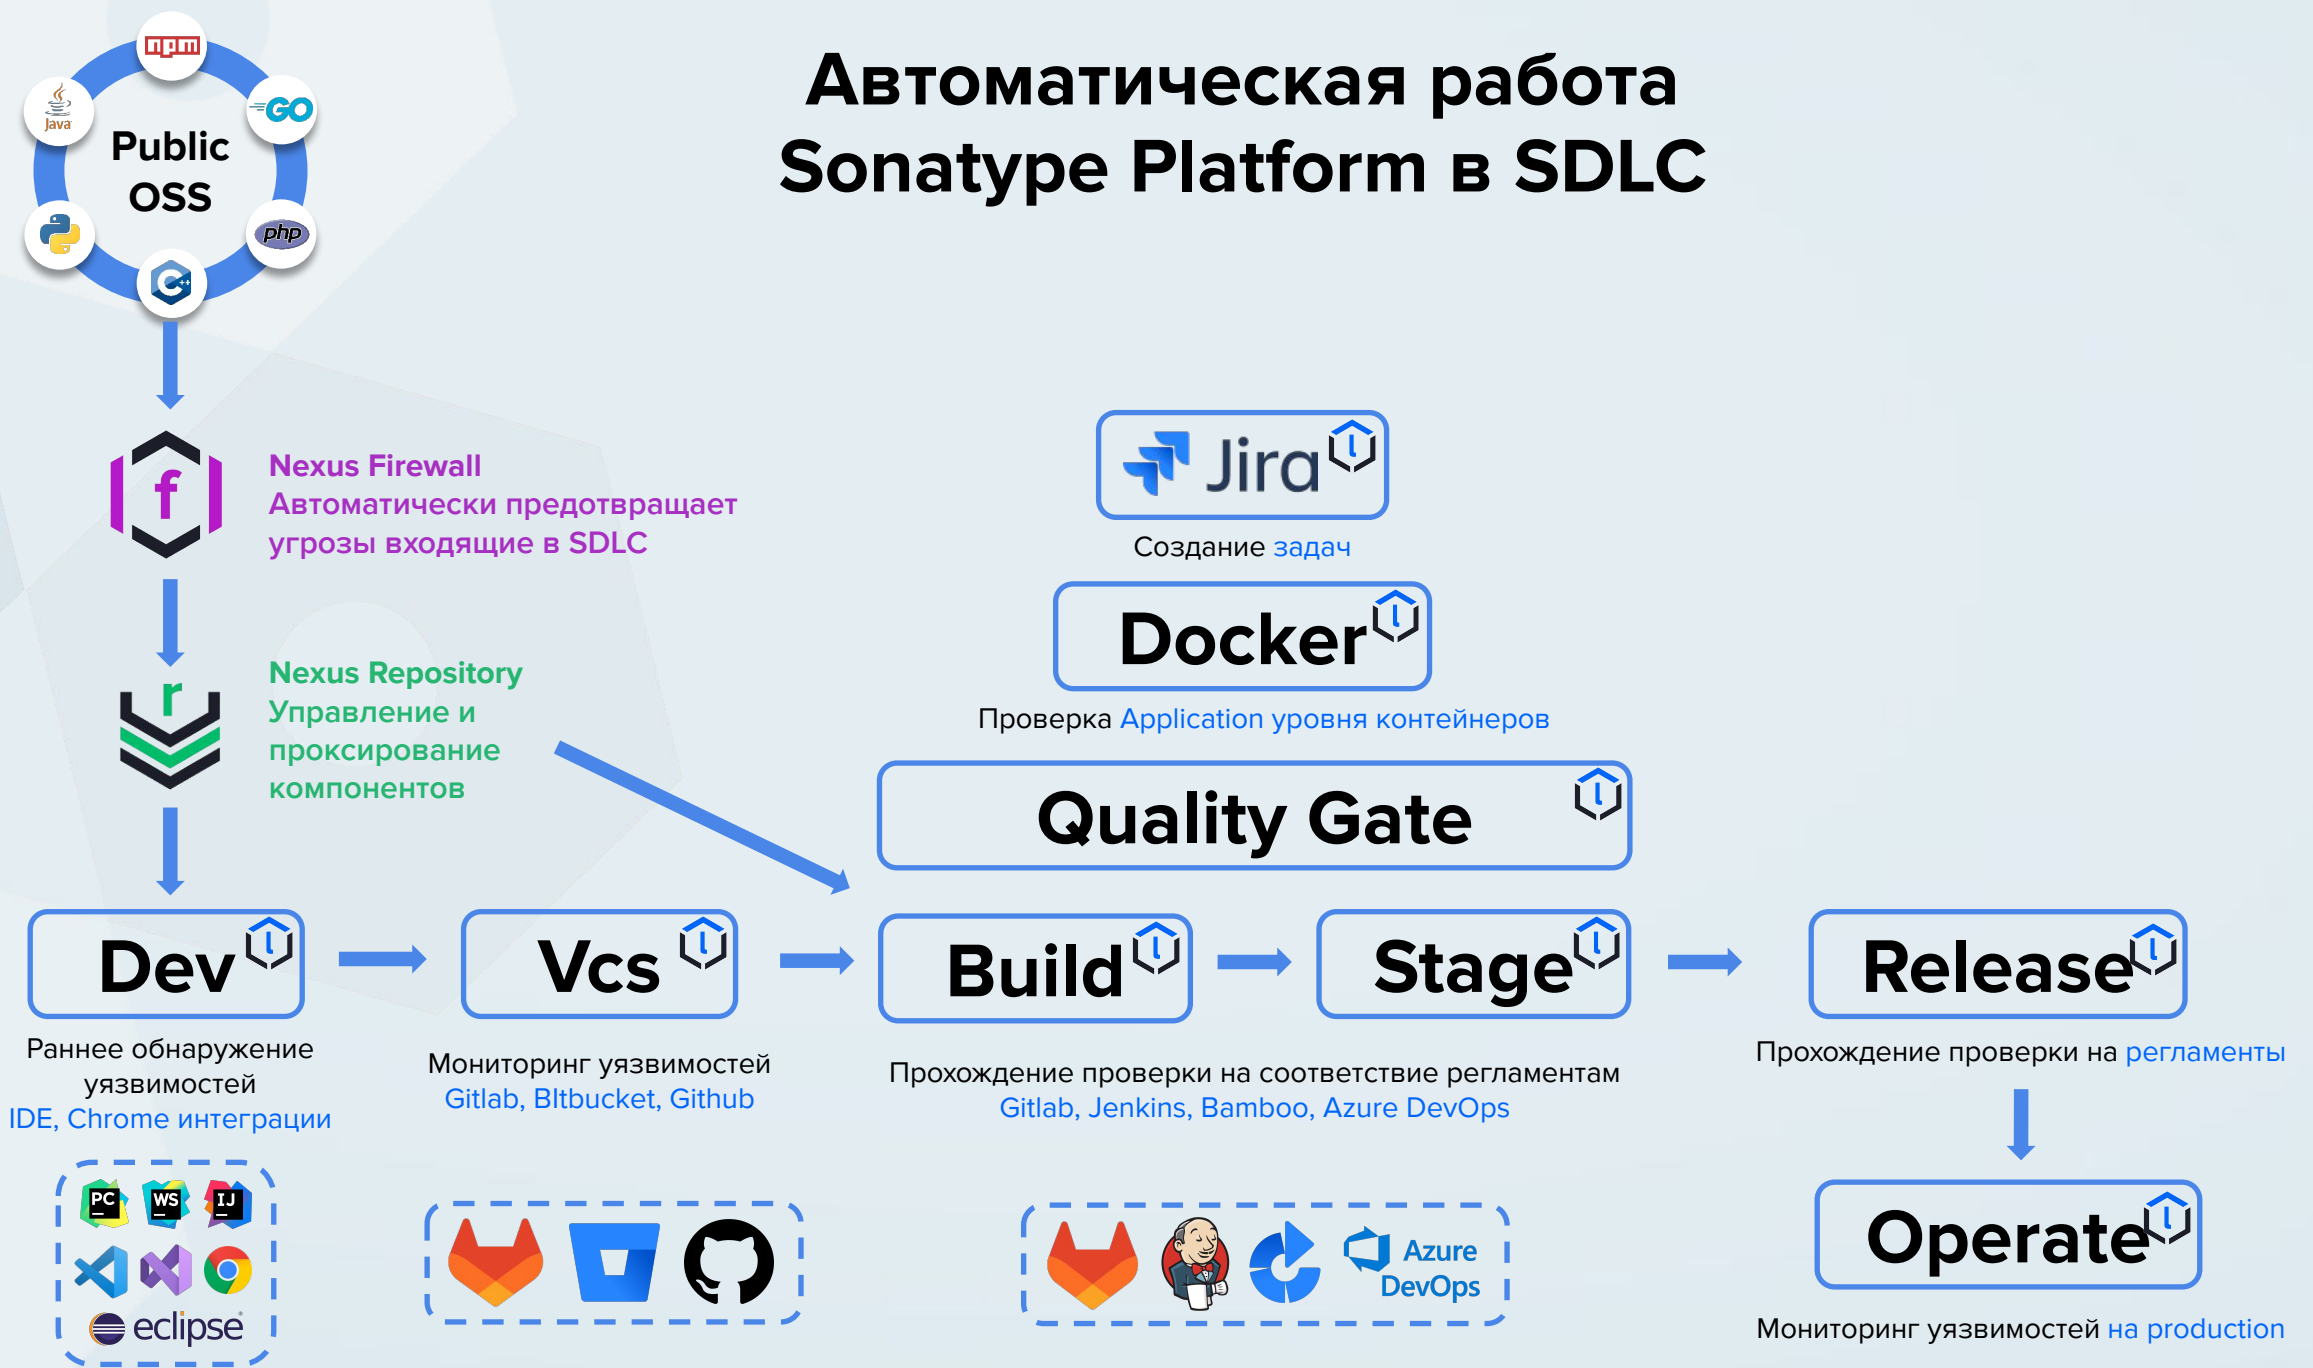 Автоматическая работа
Sonatype Platform в SDLC
npm
Java
GO
Public
OSS
php
C++
f
Nexus Firewall
Автоматически предотвращает
угрозы входящие в SDLC
r
Nexus Repository
Управление и
проксирование
компонентов
Jira
l
Создание задач
Docker
l
Проверка Application уровня контейнеров
Quality Gate
l
Dev
l
Vcs
l
Build
l
Stage
l
Release
l
Раннее обнаружение
уязвимостей
IDE, Chrome интеграции
Мониторинг уязвимостей
Gitlab, BItbucket, Github
Прохождение проверки на соответствие регламентам
Gitlab, Jenkins, Bamboo, Azure DevOps
Прохождение проверки на регламенты
PC
WS
IJ
eclipse
Azure
DevOps
Operate
l
Мониторинг уязвимостей на production